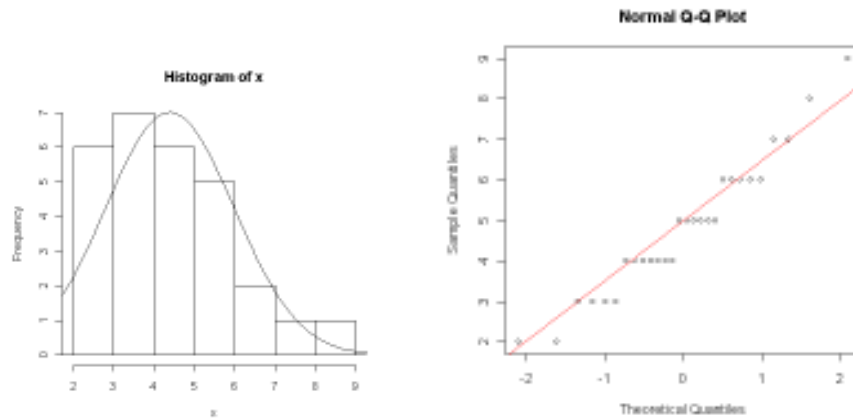 Histogram of x
Frequency
7
6
5
4
3
2
1
0
2 3 4 5 6 7 8 9
x
Normal Q-Q Plot
Sample Quantiles
9
8
7
6
5
4
3
2
-2 -1 0 1 2
Theoretical Quantiles